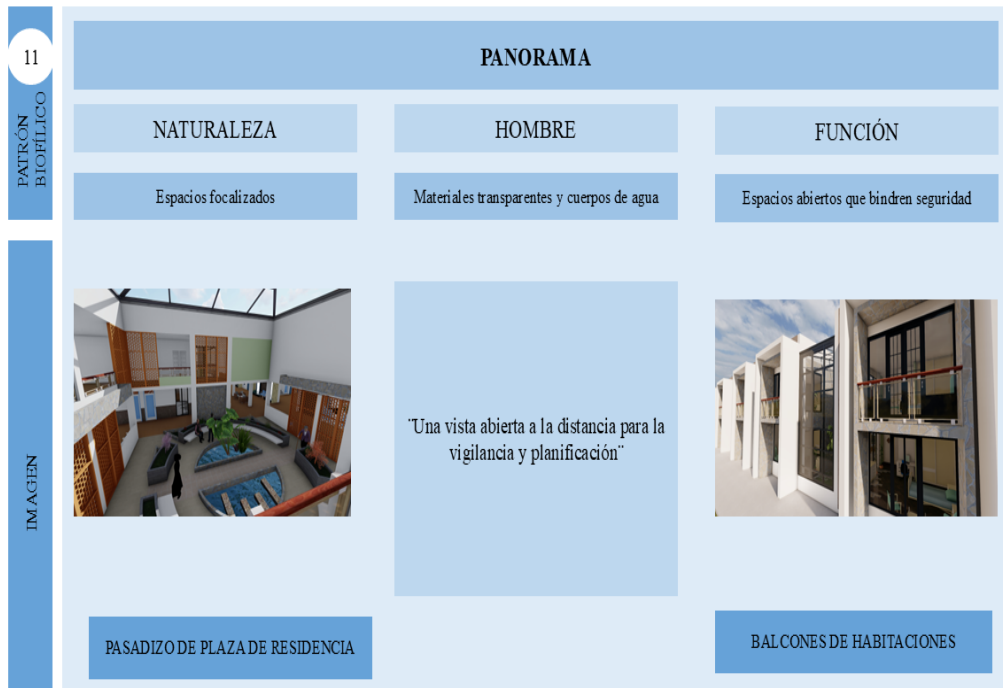 11
PATRÓN
BIOFÍLICO
PANORAMA
NATURALEZA
HOMBRE
FUNCIÓN
Espacios focalizados
Materiales transparentes y cuerpos de agua
Espacios abiertos que bindren seguridad
IMAGEN
¨Una vista abierta a la distancia para la
vigilancia y planificación¨
PASADIZO DE PLAZA DE RESIDENCIA
BALCONES DE HABITACIONES